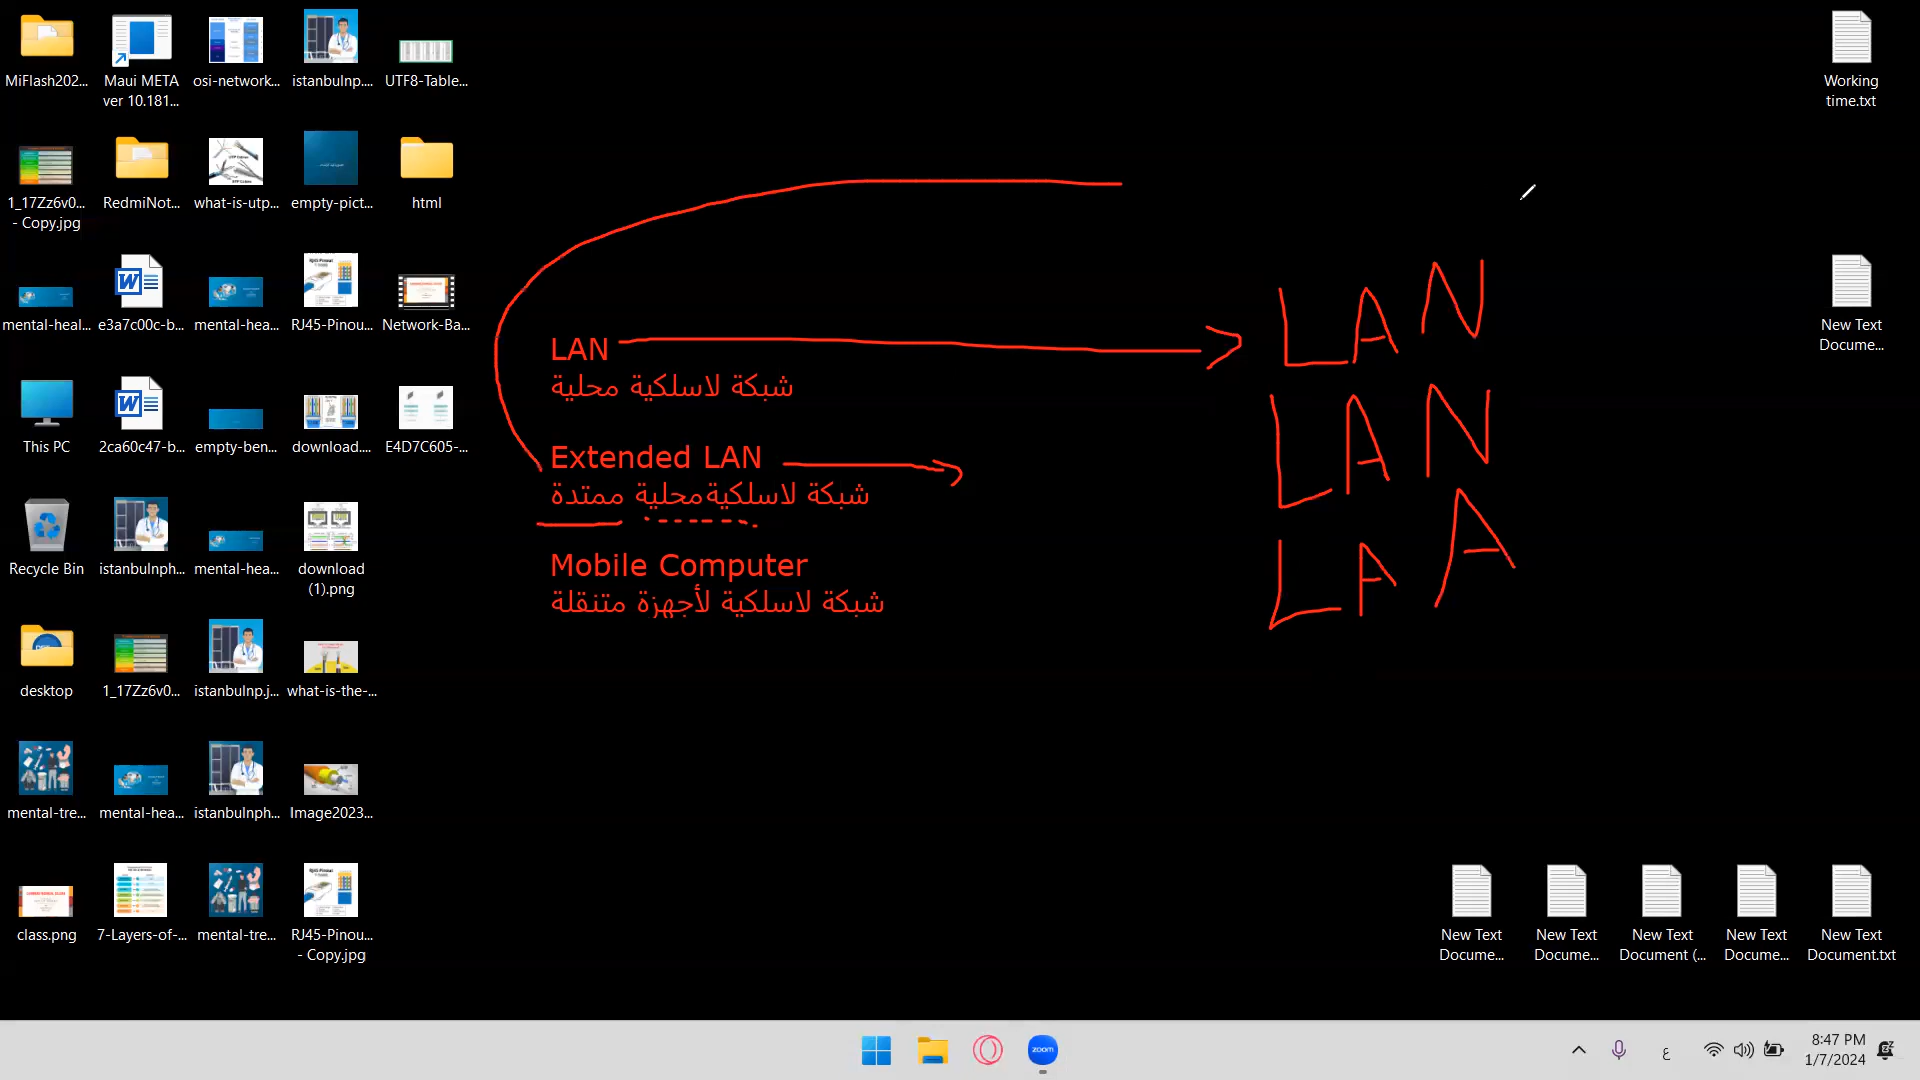 MiFlash202...
Maui META
ver 10.181...
osi-network...
istanbulnp....
UTF8-Table...
1_17Zz6v0...
- Copy.jpg
RedmiNot...
what-is-utp...
empty-pict...
html
mental-heal...
e3a7c00c-b...
mental-hea...
RJ45-Pinou...
Network-Ba...
This PC
2ca60c47-b...
empty-ben...
download....
E4D7C605-...
Recycle Bin
istanbulnph...
mental-hea...
download
(1).png
desktop
1_17Zz6v0...
istanbulnp.j...
what-is-the-...
mental-tre...
mental-hea...
istanbulnph...
Image2023...
class.png
7-Layers-of-...
mental-tre...
RJ45-Pinou...
- Copy.jpg
LAN
شبكة لاسلكية محلية
Extended LAN
شبكة لاسلكيةمحلية ممتدة
Mobile Computer
شبكة لاسلكية لأجهزة متنقلة
LAN
LAN
LAA
Working
time.txt
New Text
Docume...
New Text
Docume...
New Text
Docume...
New Text
Document (...
New Text
Docume...
New Text
Document.txt
zoom
ع
8:47 PM
1/7/2024